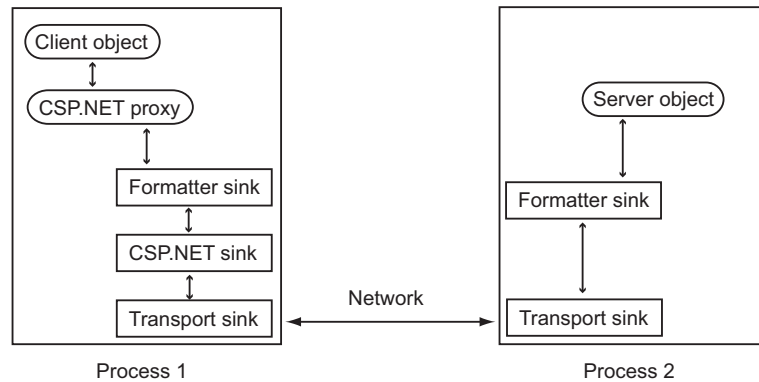 Client object
CSP.NET proxy
Formatter sink
CSP.NET sink
Transport sink
Process 1
Network
Server object
Formatter sink
Transport sink
Process 2